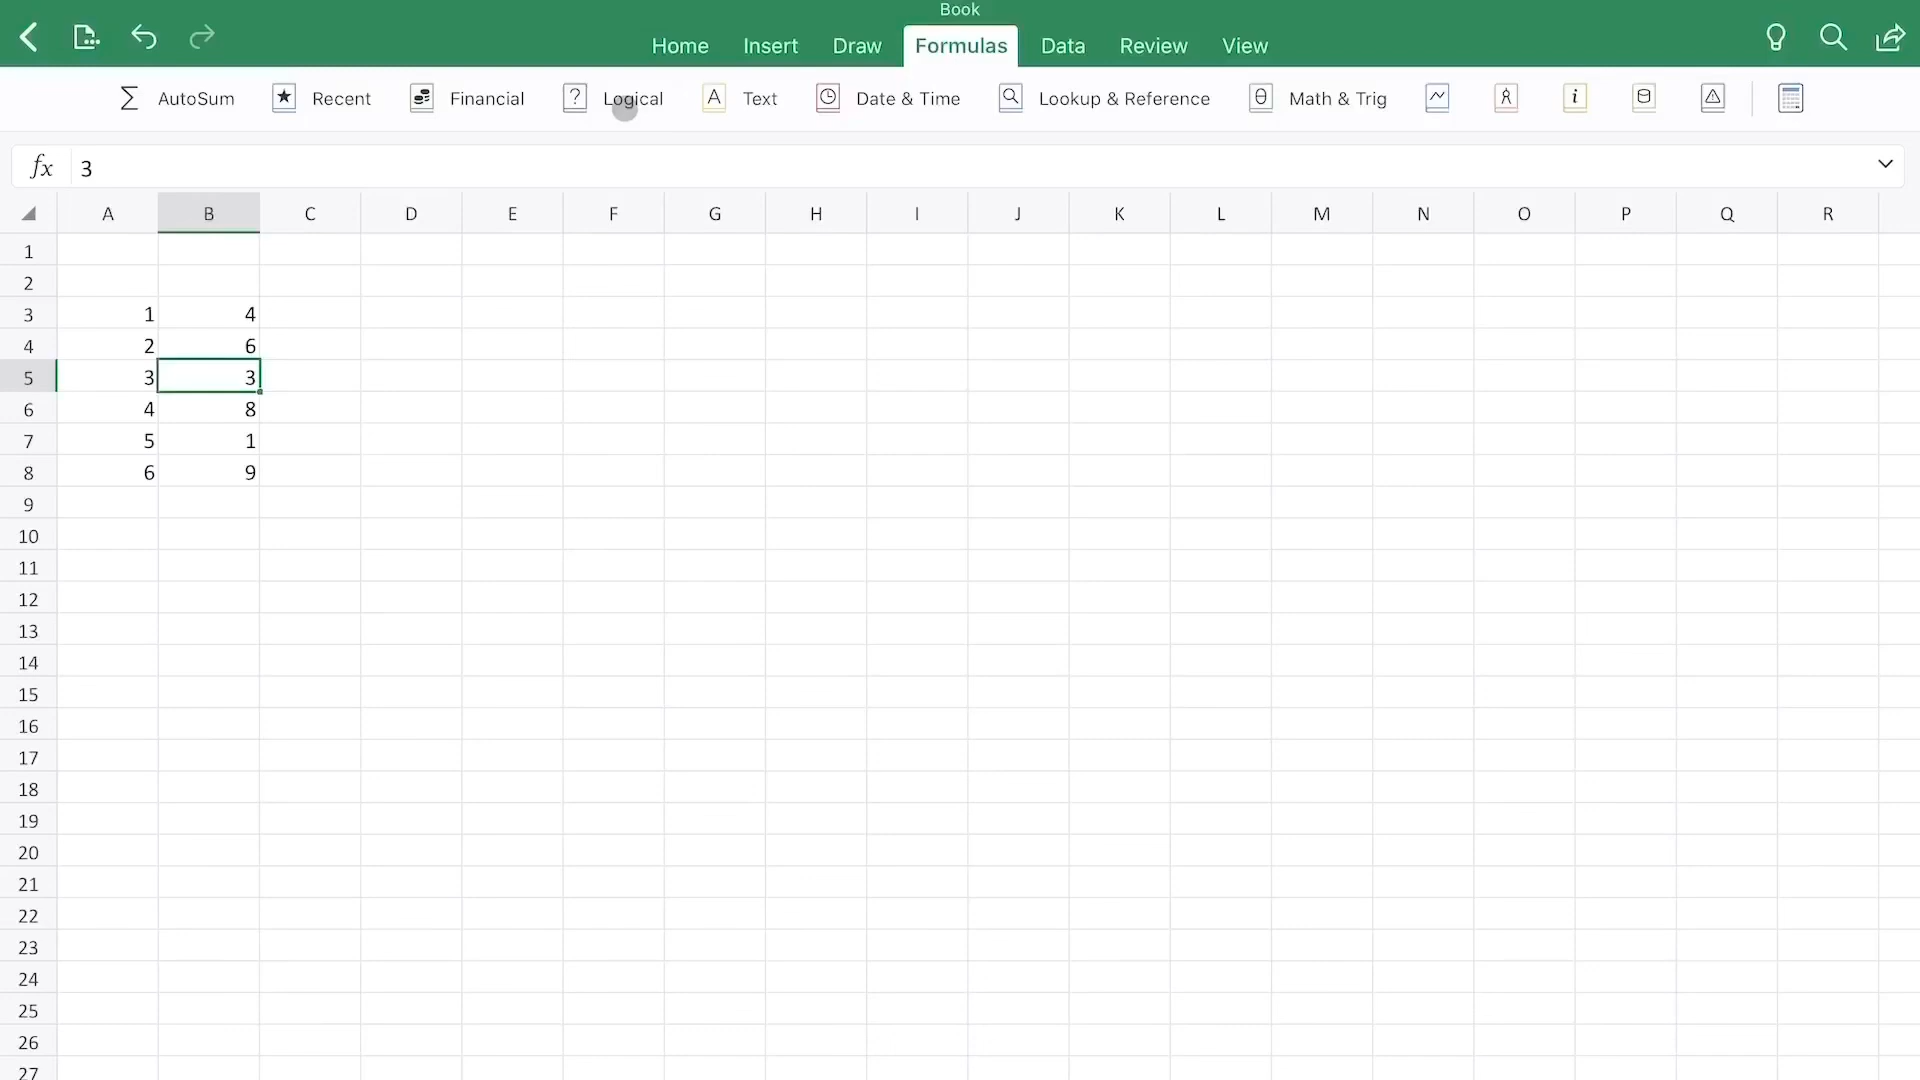 Book
Home Insert Draw Formulas Data Review View
AutoSum Recent Financial ? Logical A Text Date & Time Lookup & Reference θ Math & Trig i
fx 3
A B C D E F G H I J K L M N O P Q R
1
2
3 1 4
4 2 6
5 3 3
6 4 8
7 5 1
8 6 9
9
10
11
12
13
14
15
16
17
18
19
20
21
22
23
24
25
26
27